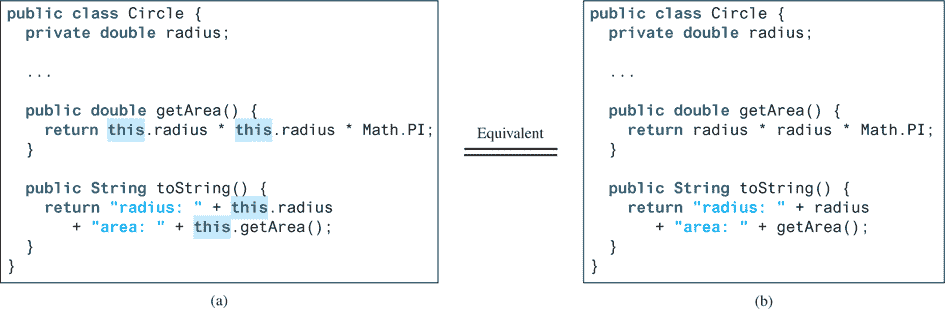 public class Circle {
private double radius;
...
public double getArea() {
return this.radius * this.radius * Math.PI;
}
public String toString() {
return "radius: " + this.radius
+ "area: " + this.getArea();
}
}
(a)
Equivalent
public class Circle {
private double radius;
...
public double getArea() {
return radius * radius * Math.PI;
}
public String toString() {
return "radius: " + radius
+ "area: " + getArea();
}
}
(b)